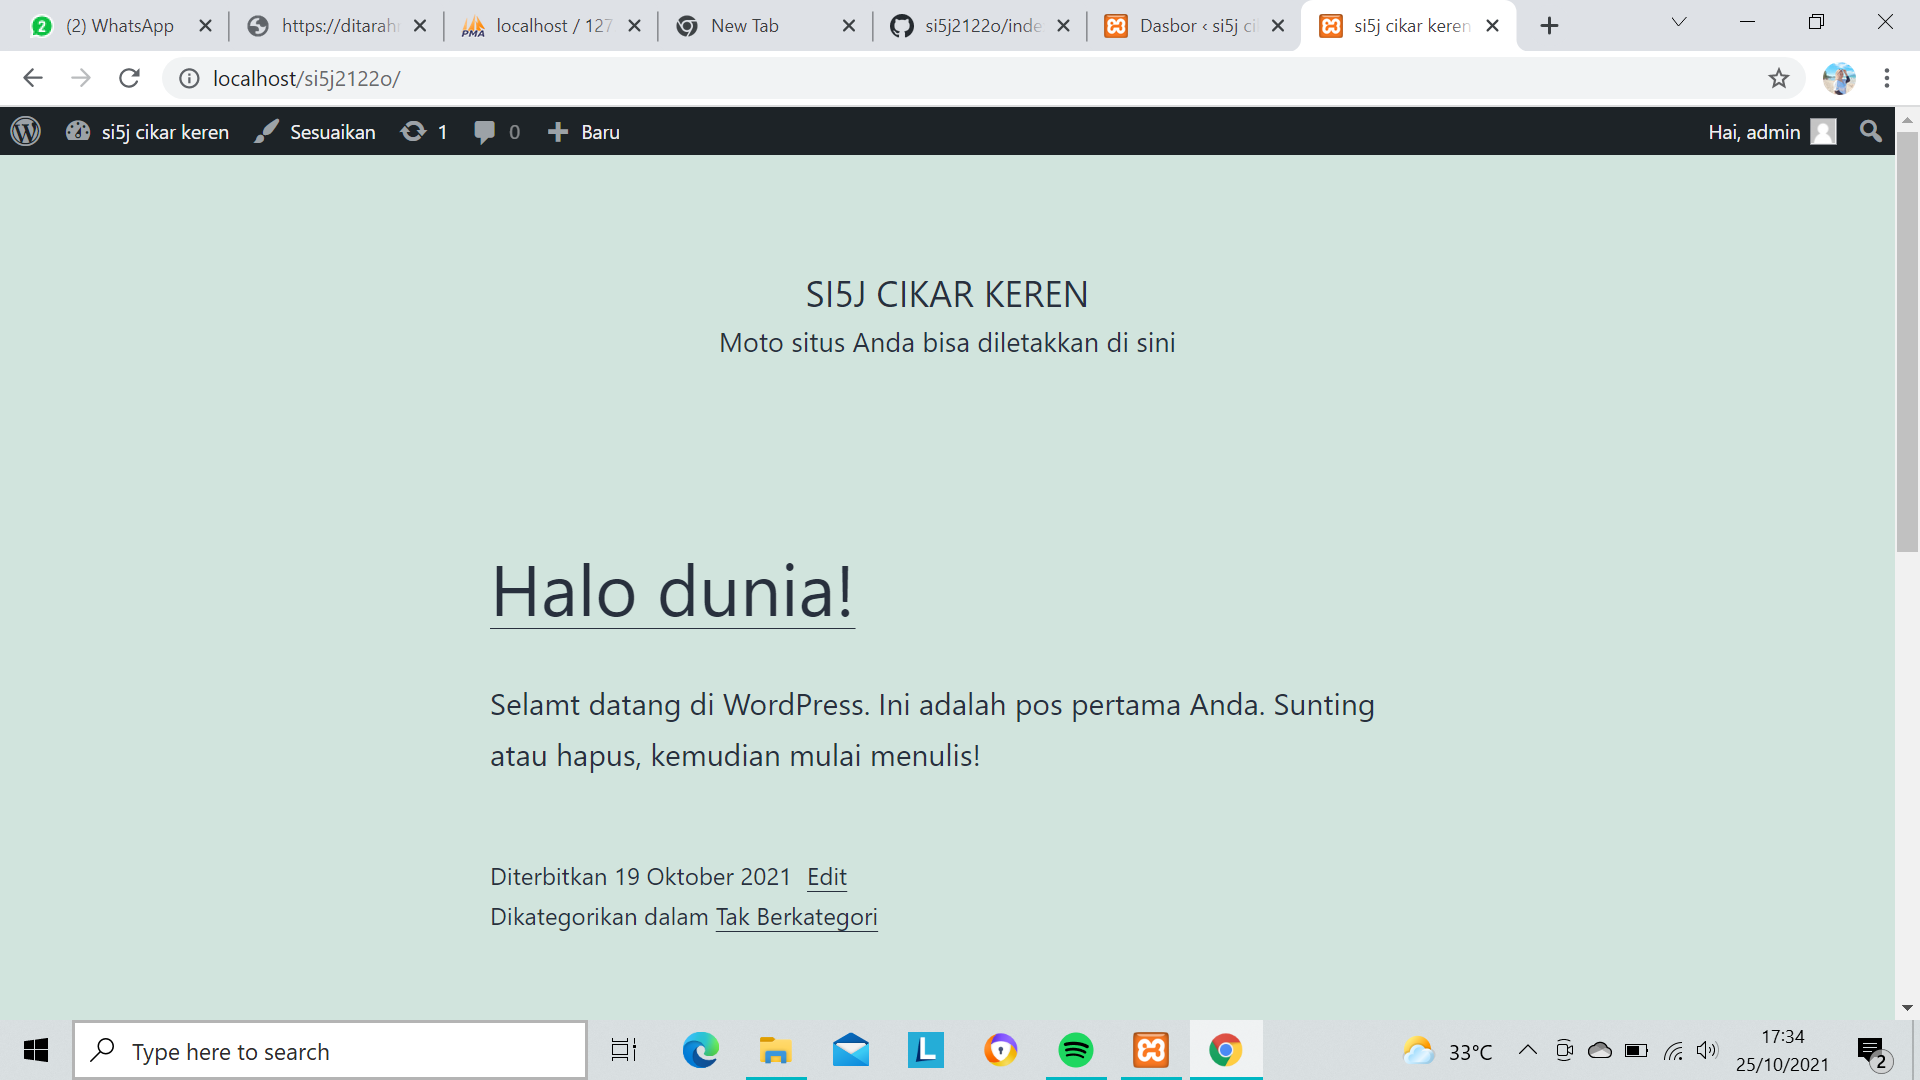 (2) WhatsApp
https://ditarahn
localhost / 127
New Tab
si5j2122o/inde
Dasbor ‹ si5j ci
si5j cikar keren
localhost/si5j2122o/
si5j cikar keren
Sesuaikan
1
0
Baru
Hai, admin
SI5J CIKAR KEREN
Moto situs Anda bisa diletakkan di sini
Halo dunia!
Selamt datang di WordPress. Ini adalah pos pertama Anda. Sunting
atau hapus, kemudian mulai menulis!
Diterbitkan 19 Oktober 2021 Edit
Dikategorikan dalam Tak Berkategori
Type here to search
33°C
17:34
25/10/2021
2